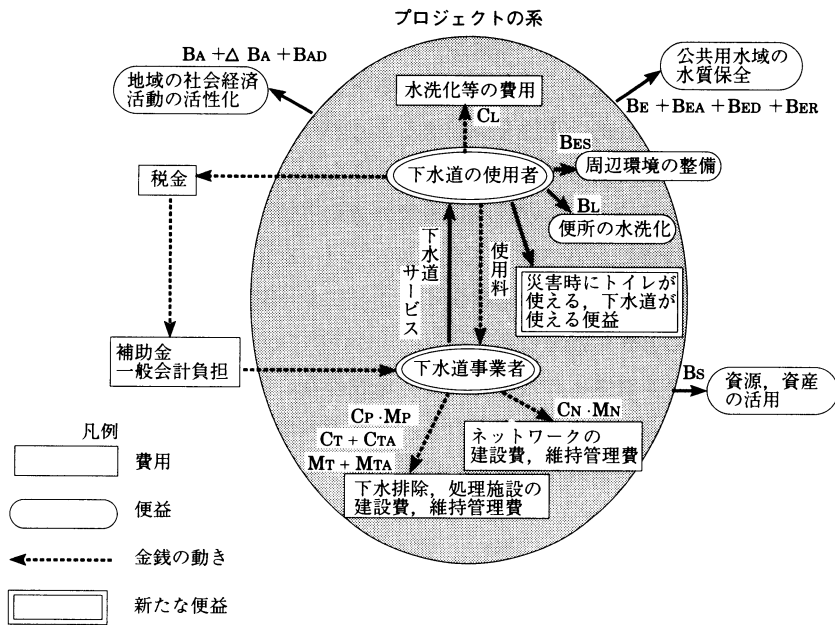 プロジェクトの系
BA +Δ BA +BAD
地域の社会経済
活動の活性化
公共用水域の
水質保全
BE +BEA +BED +BER
水洗化等の費用
CL
BES
下水道の使用者
周辺環境の整備
税金
BL
便所の水洗化
下水道
サービス
使用料
災害時にトイレが
使える，下水道が
使える便益
補助金
一般会計負担
下水道事業者
BS
資源，資産
の活用
CP・MP
CT + CTA
MT + MTA
CN・MN
ネットワークの
建設費，維持管理費
下水排除，処理施設の
建設費，維持管理費
凡例
費用
便益
金銭の動き
新たな便益